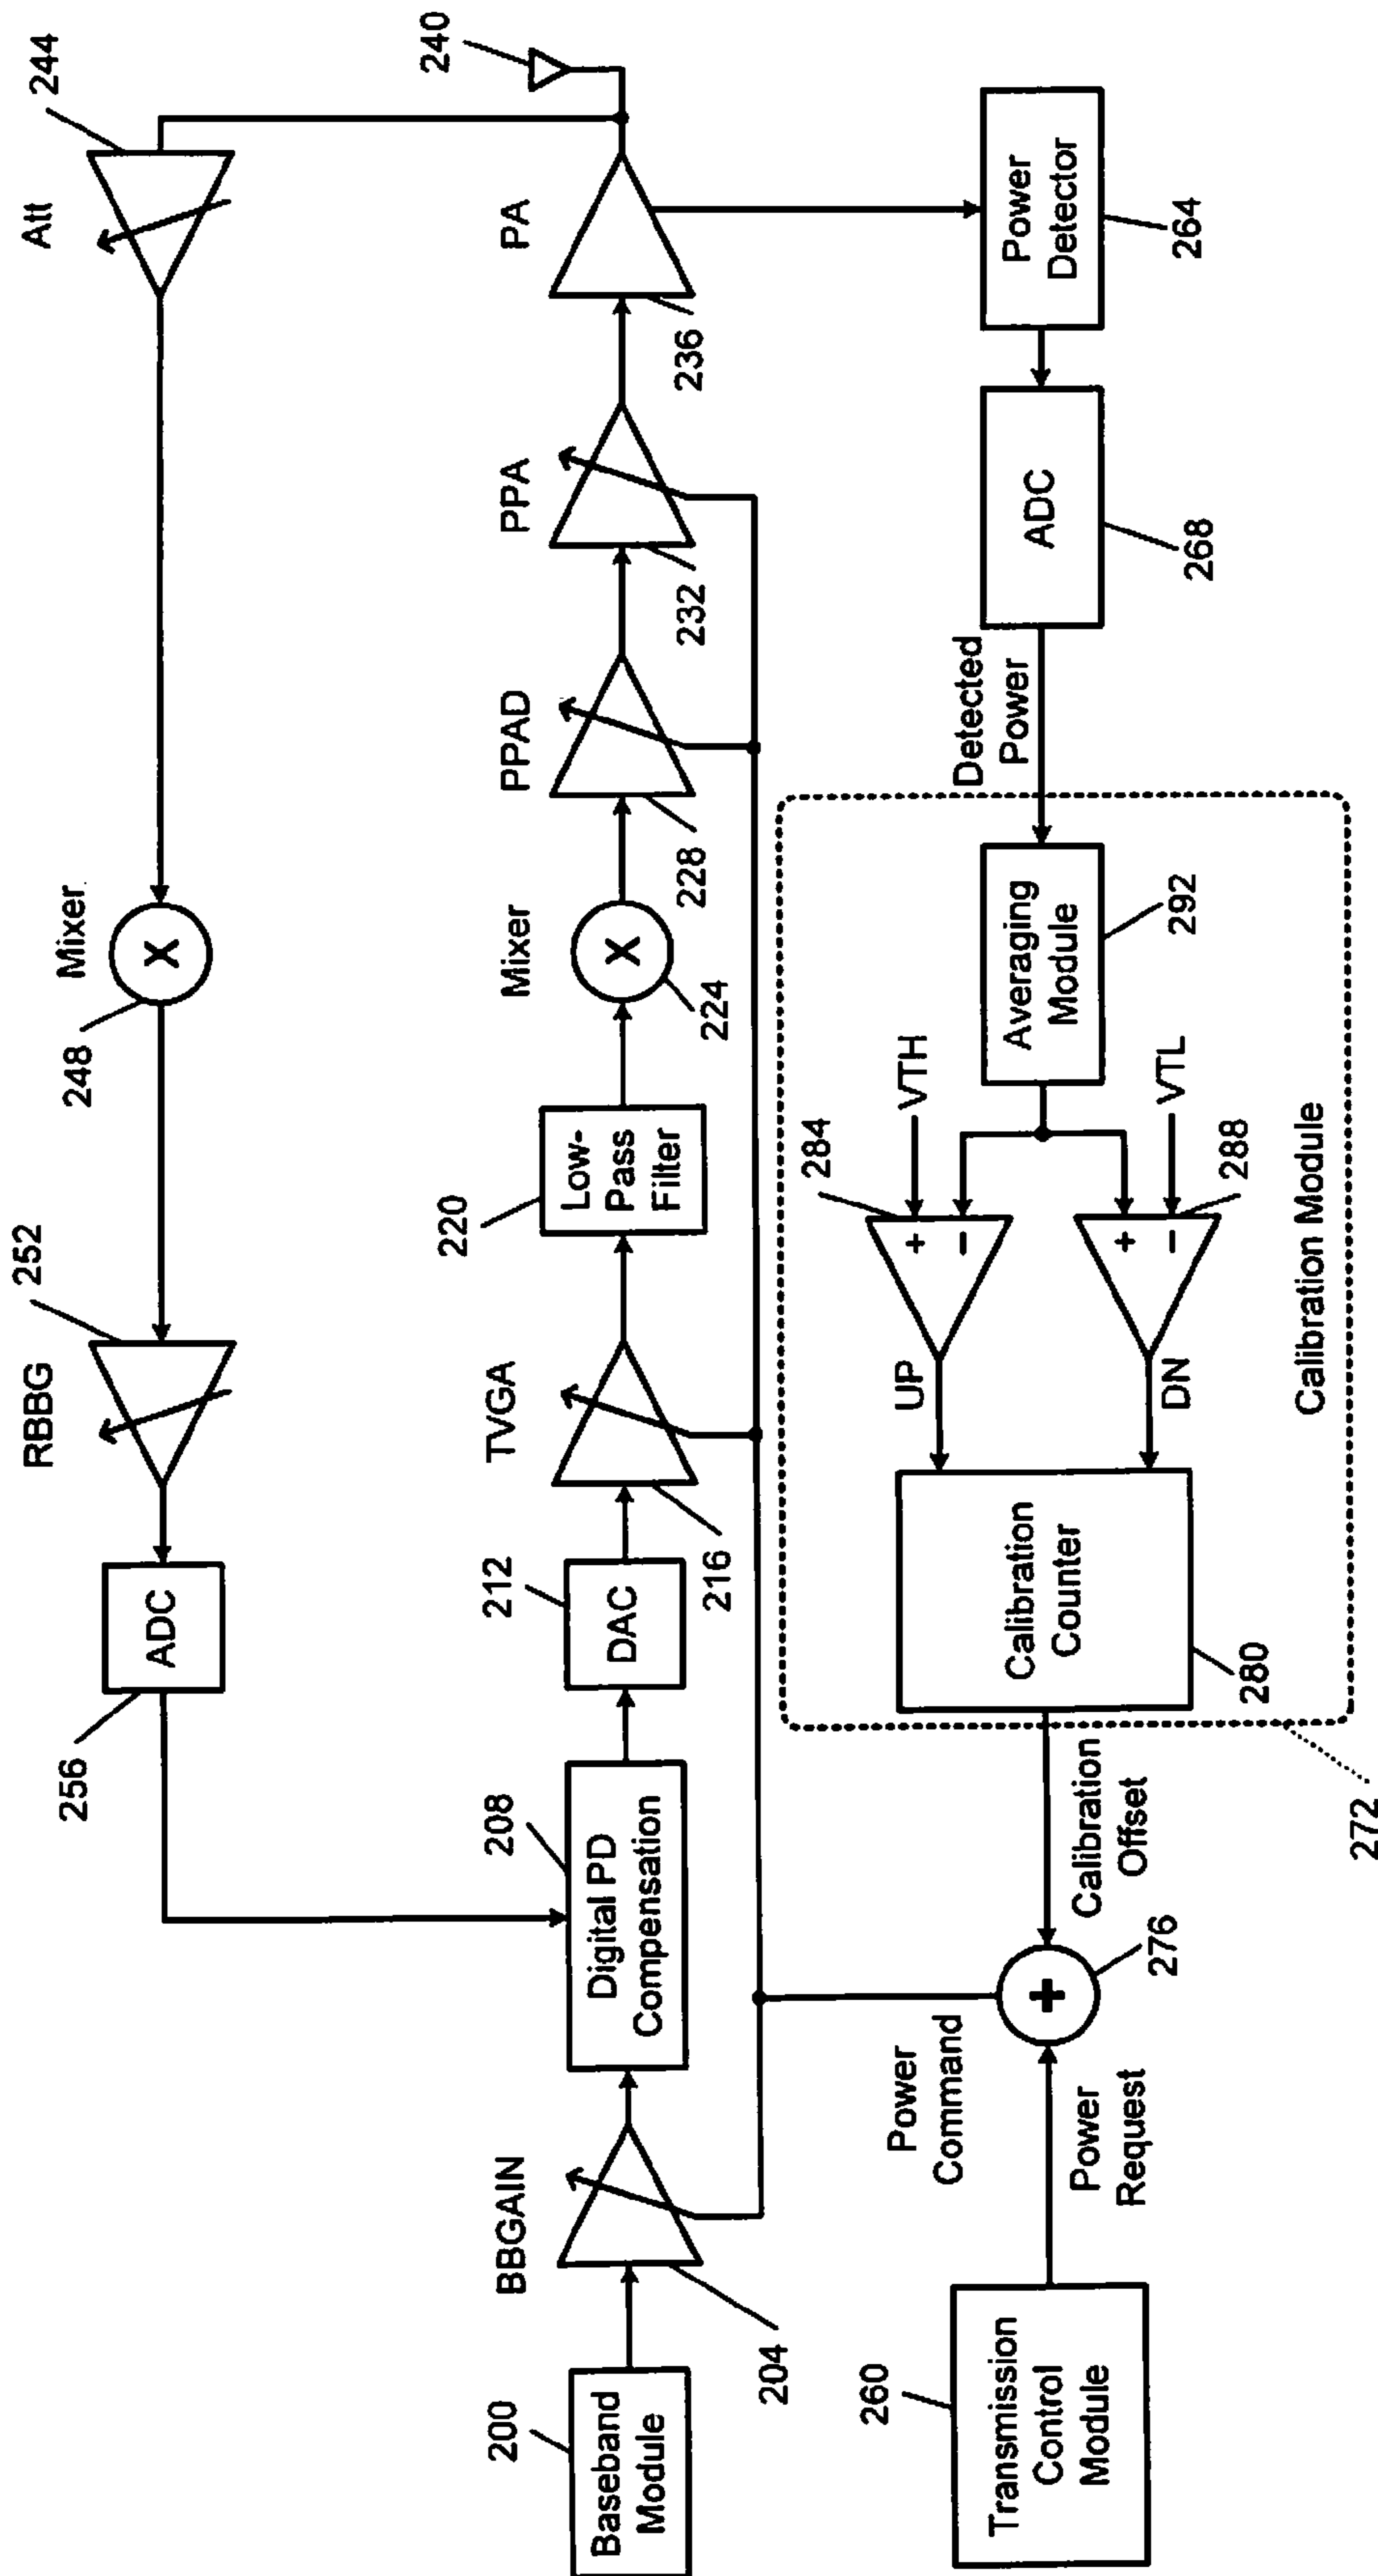 244
Att
240
Mixer
248
252
RBBG
ADC
256
PA
236
PPA
232
PPAD
228
Mixer
224
220
Low-
Pass
Filter
TVGA
216
212
DAC
208
Digital PD
Compensation
BBGAIN
204
200
Baseband
Module
Power
Detector
264
ADC
268
Detected
Power
Averaging
Module
292
VTH
284
VTL
288
+
−
+
−
UP
DN
Calibration
Counter
280
Calibration Module
272
Calibration
Offset
276
+
Power
Command
Power
Request
260
Transmission
Control
Module
X
X